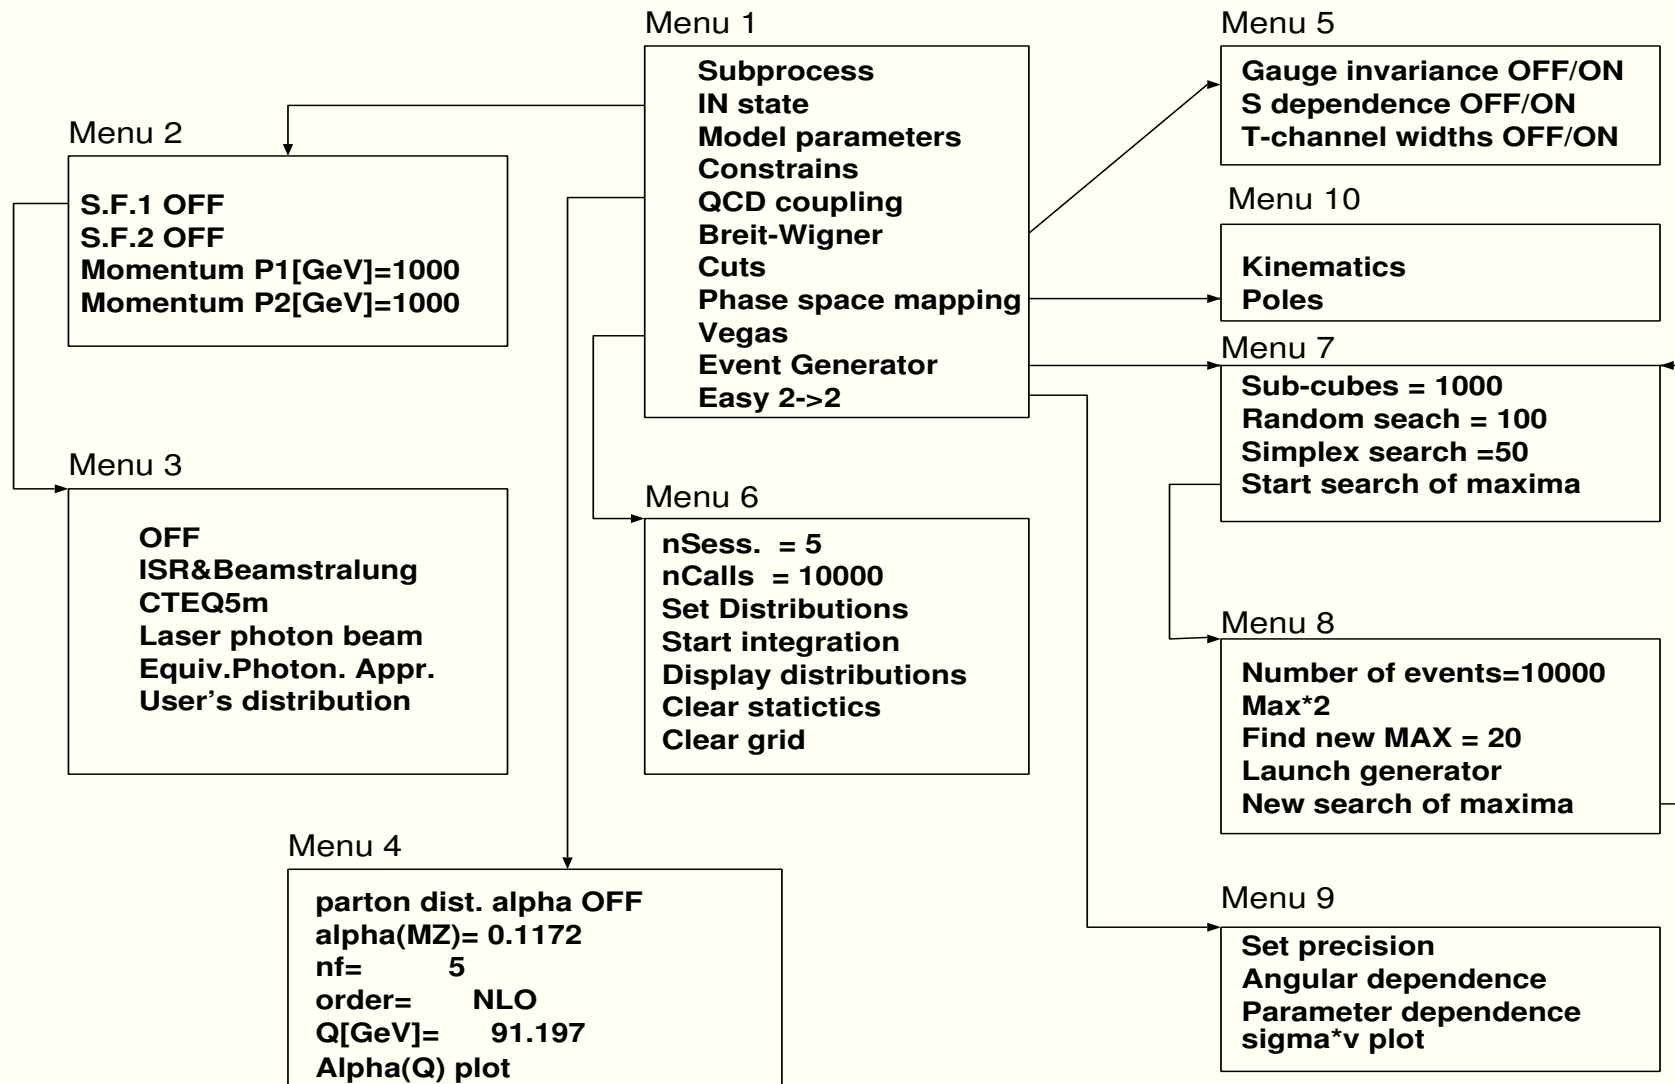 Menu 1
Subprocess
IN state
Model parameters
Constrains
QCD coupling
Breit-Wigner
Cuts
Phase space mapping
Vegas
Event Generator
Easy 2->2
Menu 2
S.F.1 OFF
S.F.2 OFF
Momentum P1[GeV]=1000
Momentum P2[GeV]=1000
Menu 3
OFF
ISR&Beamstralung
CTEQ5m
Laser photon beam
Equiv.Photon. Appr.
User's distribution
Menu 4
parton dist. alpha OFF
alpha(MZ)= 0.1172
nf= 5
order= NLO
Q[GeV]= 91.197
Alpha(Q) plot
Menu 5
Gauge invariance OFF/ON
S dependence OFF/ON
T-channel widths OFF/ON
Menu 10
Kinematics
Poles
Menu 6
nSess. = 5
nCalls = 10000
Set Distributions
Start integration
Display distributions
Clear statictics
Clear grid
Menu 7
Sub-cubes = 1000
Random seach = 100
Simplex search =50
Start search of maxima
Menu 8
Number of events=10000
Max*2
Find new MAX = 20
Launch generator
New search of maxima
Menu 9
Set precision
Angular dependence
Parameter dependence
sigma*v plot